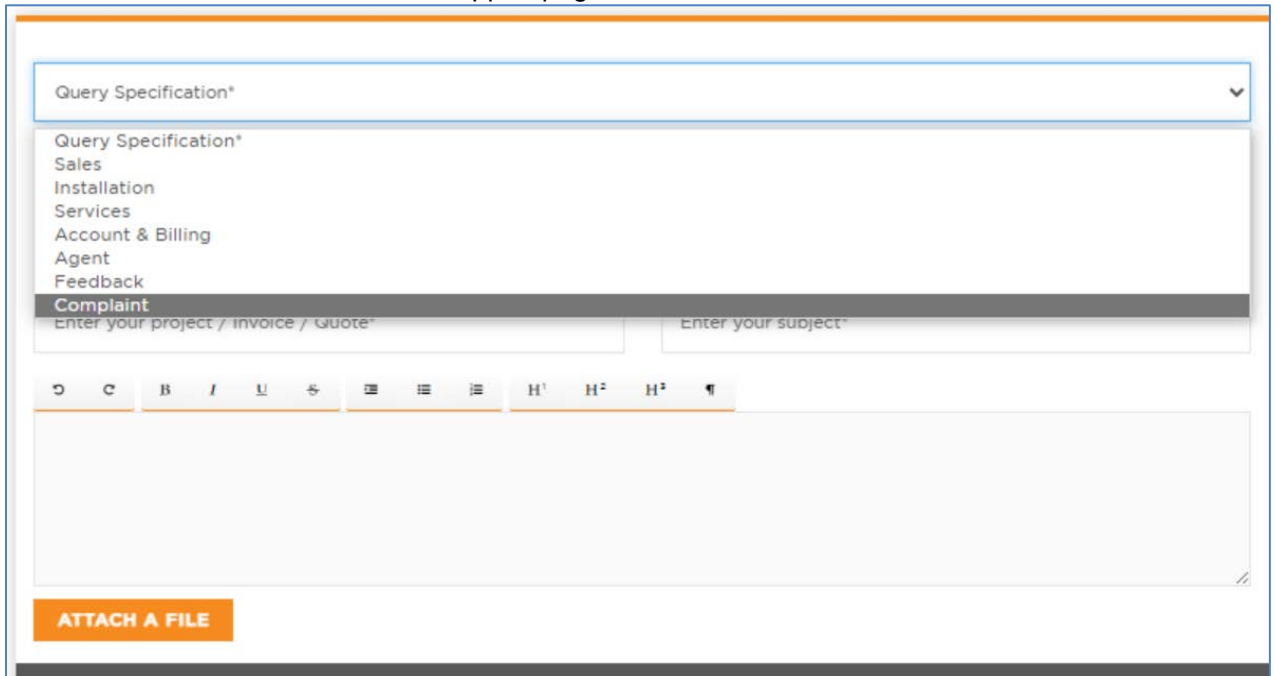 Query Specification*
Query Specification*
Sales
Installation
Services
Account & Billing
Agent
Feedback
Complaint
Enter your project / Invoice / Quote* Enter your subject*
B I U S H¹ H² H³ ¶
ATTACH A FILE